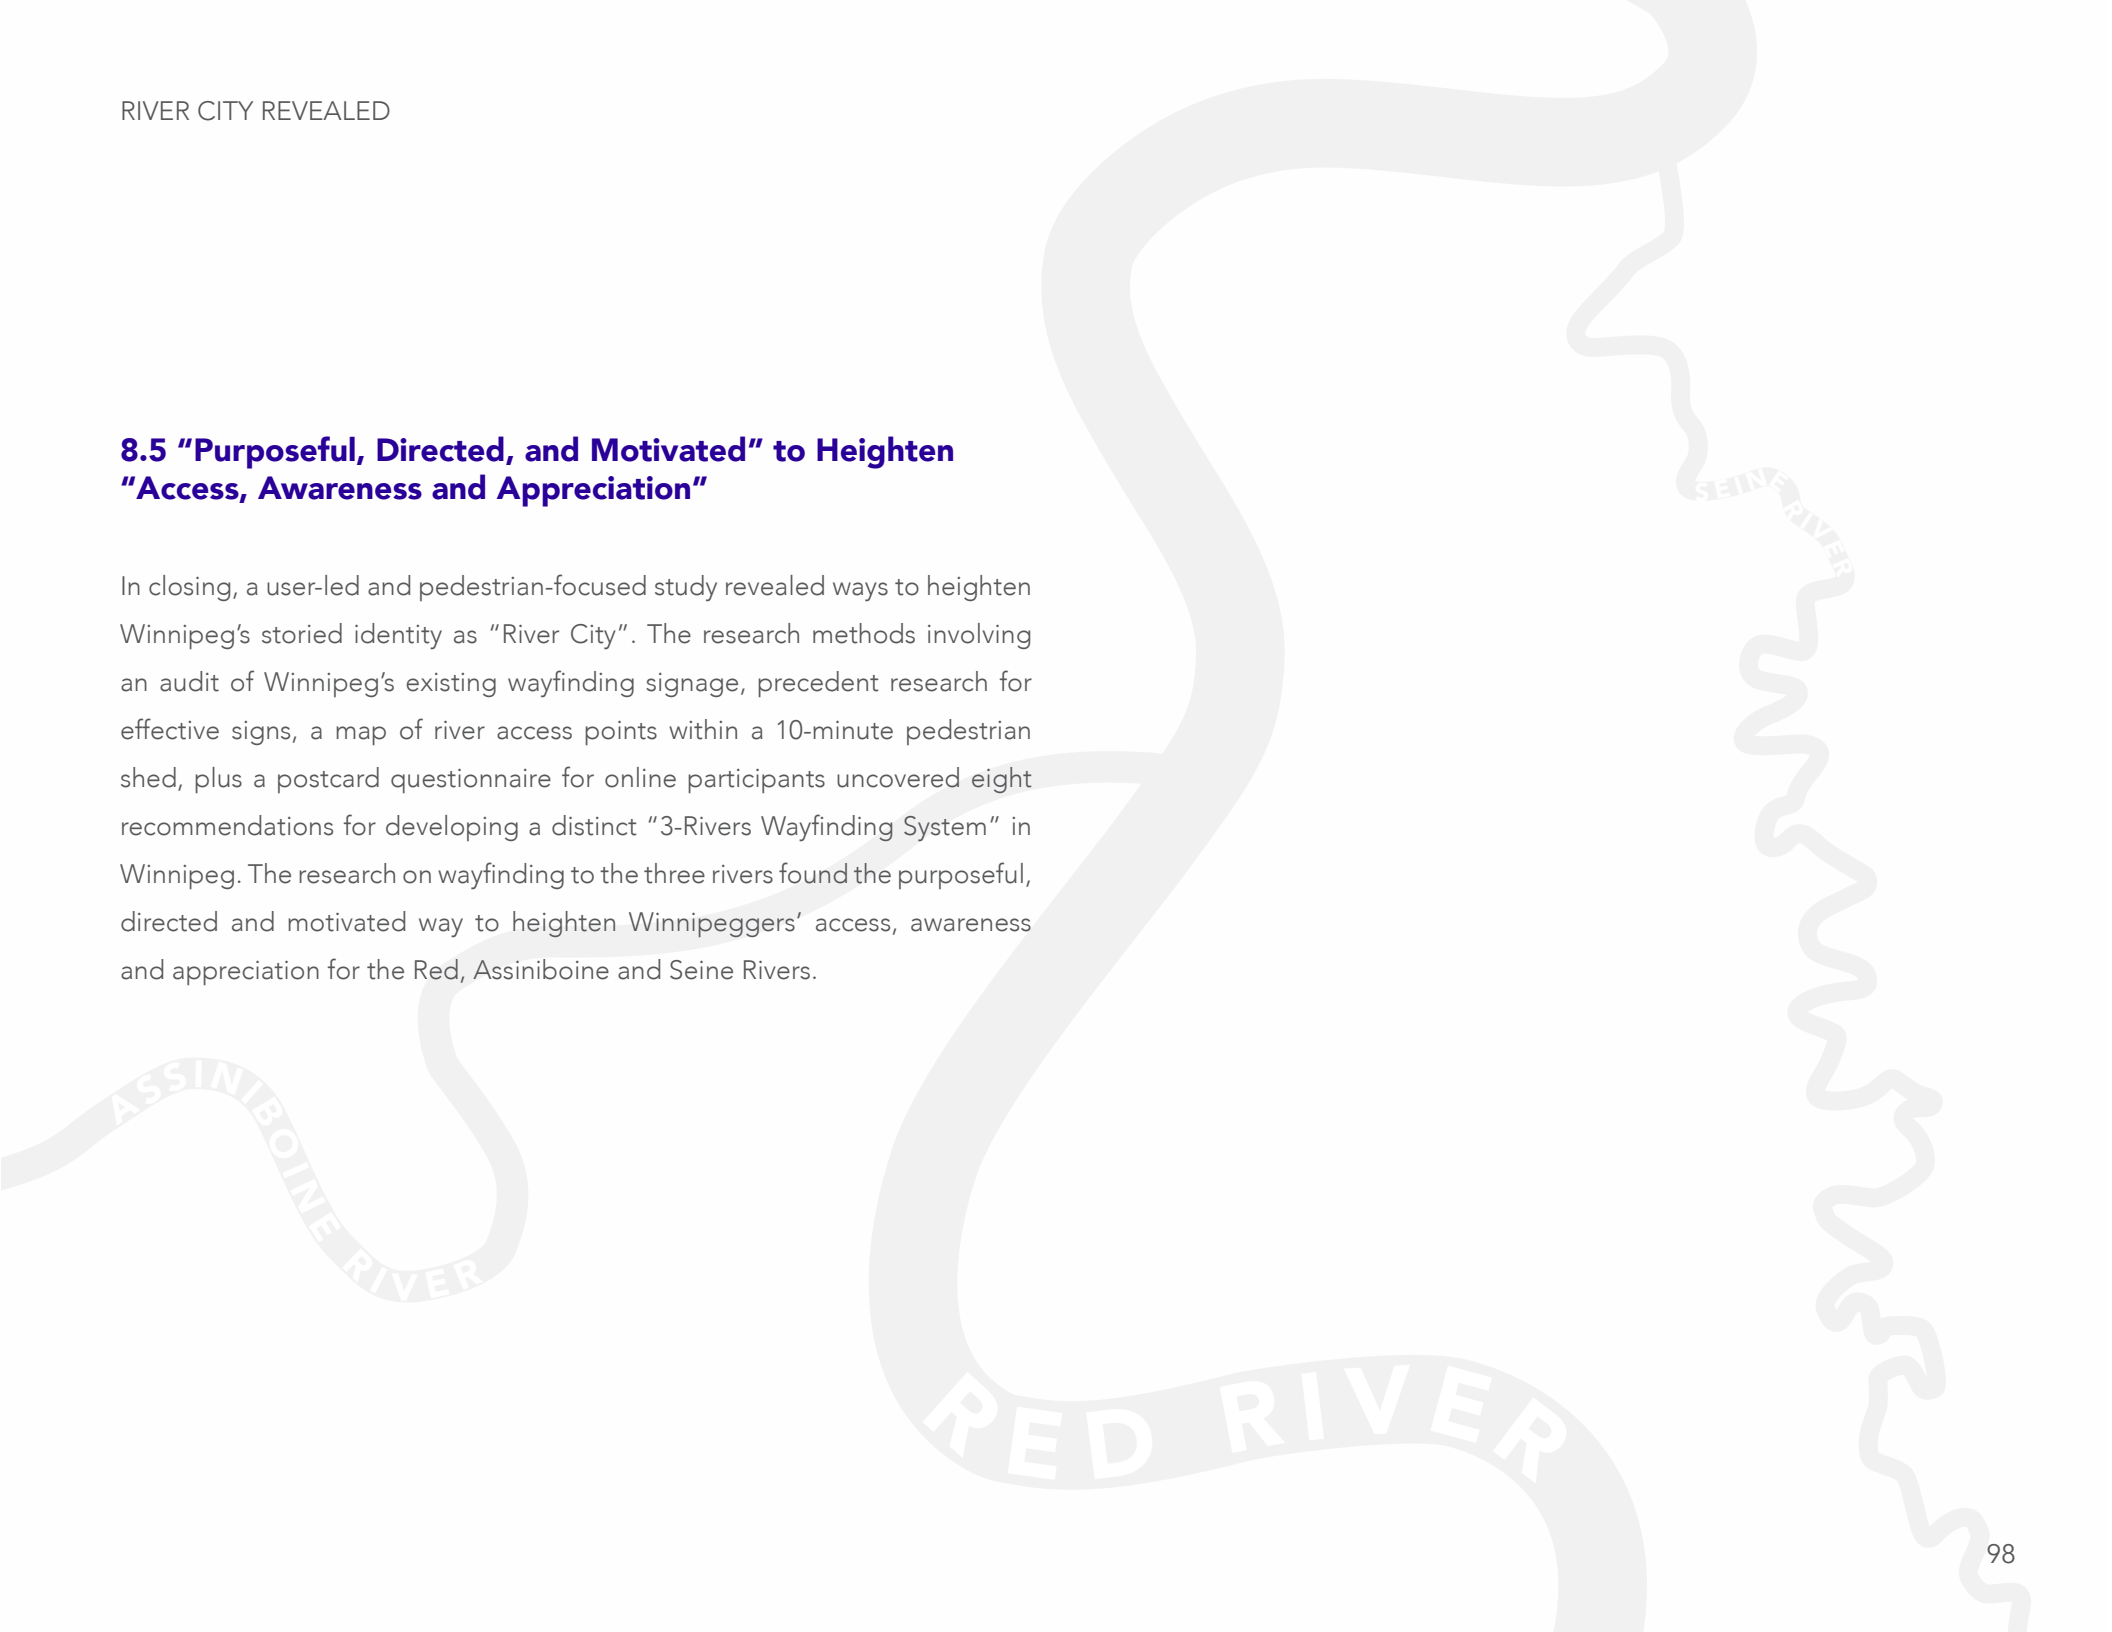 RIVER CITY REVEALED
8.5 “Purposeful, Directed, and Motivated” to Heighten
“Access, Awareness and Appreciation”
In closing, a user-led and pedestrian-focused study revealed ways to heighten
Winnipeg’s storied identity as “River City”. The research methods involving
an audit of Winnipeg’s existing wayfinding signage, precedent research for
effective signs, a map of river access points within a 10-minute pedestrian
shed, plus a postcard questionnaire for online participants uncovered eight
recommendations for developing a distinct “3-Rivers Wayfinding System” in
Winnipeg. The research on wayfinding to the three rivers found the purposeful,
directed and motivated way to heighten Winnipeggers’ access, awareness
and appreciation for the Red, Assiniboine and Seine Rivers.
SEINE RIVER
ASSINIBOINE RIVER
RED RIVER
98